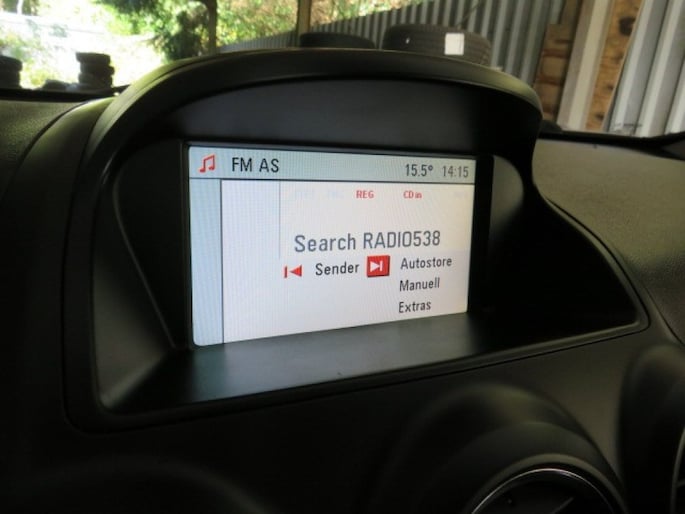 FM AS 15.5° 14:15
REG CD in
Search RADIO538
Sender Autostore
Manuell
Extras